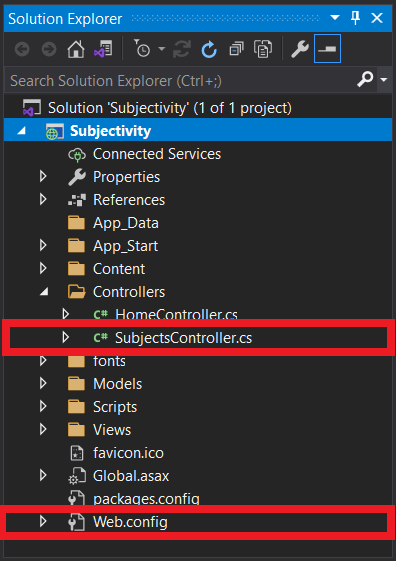 Solution Explorer
Search Solution Explorer (Ctrl+;)
Solution 'Subjectivity' (1 of 1 project)
Subjectivity
Connected Services
Properties
References
App_Data
App_Start
Content
Controllers
C# HomeController.cs
C# SubjectsController.cs
fonts
Models
Scripts
Views
favicon.ico
Global.asax
packages.config
Web.config